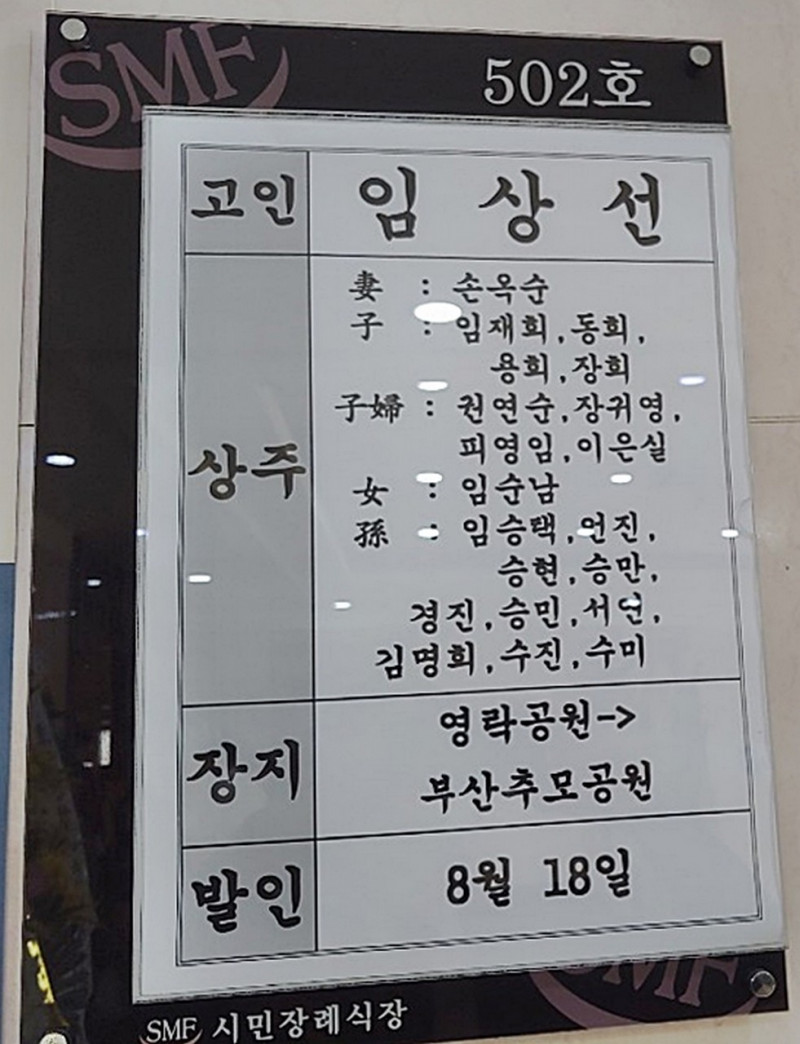 SMF
502호
고인 임 상 선
상주
妻 : 손옥순
子 : 임재희,동희,
용희,장희
子婦 : 권연순,장귀영,
피영임,이은실
女 : 임순남
孫 : 임승택,언진,
승현,승만,
경진,승민,서연,
김명희,수진,수미
장지
영락공원->
부산추모공원
발인 8월 18일
SMF
SMF 시민장례식장